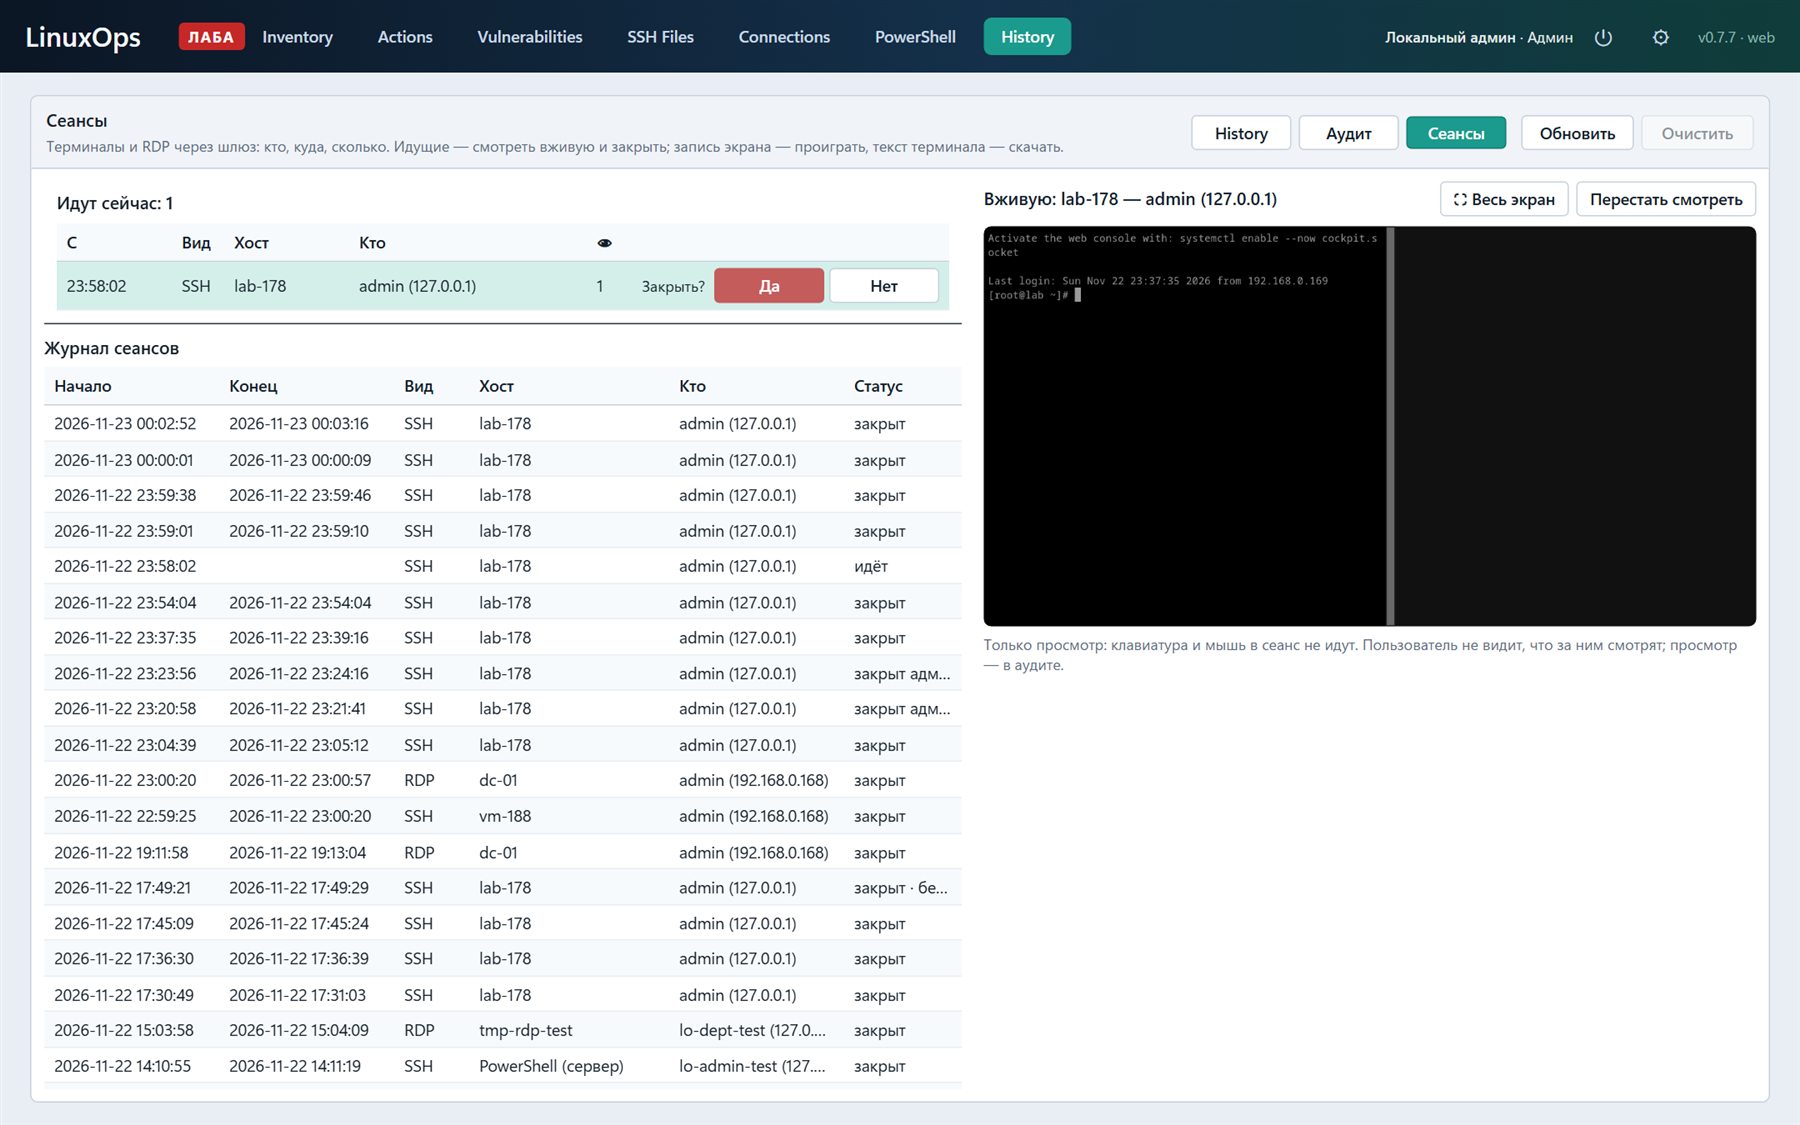 LinuxOps ЛАБА Inventory Actions Vulnerabilities SSH Files Connections PowerShell History Локальный админ · Админ v0.7.7 · web
Сеансы
Терминалы и RDP через шлюз: кто, куда, сколько. Идущие — смотреть вживую и закрыть; запись экрана — проиграть, текст терминала — скачать.
History Аудит Сеансы Обновить Очистить
Идут сейчас: 1
С Вид Хост Кто
23:58:02 SSH lab-178 admin (127.0.0.1) 1 Закрыть? Да Нет
Журнал сеансов
Начало Конец Вид Хост Кто Статус
2026-11-23 00:02:52 2026-11-23 00:03:16 SSH lab-178 admin (127.0.0.1) закрыт
2026-11-23 00:00:01 2026-11-23 00:00:09 SSH lab-178 admin (127.0.0.1) закрыт
2026-11-22 23:59:38 2026-11-22 23:59:46 SSH lab-178 admin (127.0.0.1) закрыт
2026-11-22 23:59:01 2026-11-22 23:59:10 SSH lab-178 admin (127.0.0.1) закрыт
2026-11-22 23:58:02 SSH lab-178 admin (127.0.0.1) идёт
2026-11-22 23:54:04 2026-11-22 23:54:04 SSH lab-178 admin (127.0.0.1) закрыт
2026-11-22 23:37:35 2026-11-22 23:39:16 SSH lab-178 admin (127.0.0.1) закрыт
2026-11-22 23:23:56 2026-11-22 23:24:16 SSH lab-178 admin (127.0.0.1) закрыт адм...
2026-11-22 23:20:58 2026-11-22 23:21:41 SSH lab-178 admin (127.0.0.1) закрыт адм...
2026-11-22 23:04:39 2026-11-22 23:05:12 SSH lab-178 admin (127.0.0.1) закрыт
2026-11-22 23:00:20 2026-11-22 23:00:57 RDP dc-01 admin (192.168.0.168) закрыт
2026-11-22 22:59:25 2026-11-22 23:00:20 SSH vm-188 admin (192.168.0.168) закрыт
2026-11-22 19:11:58 2026-11-22 19:13:04 RDP dc-01 admin (192.168.0.168) закрыт
2026-11-22 17:49:21 2026-11-22 17:49:29 SSH lab-178 admin (127.0.0.1) закрыт · бе...
2026-11-22 17:45:09 2026-11-22 17:45:24 SSH lab-178 admin (127.0.0.1) закрыт
2026-11-22 17:36:30 2026-11-22 17:36:39 SSH lab-178 admin (127.0.0.1) закрыт
2026-11-22 17:30:49 2026-11-22 17:31:03 SSH lab-178 admin (127.0.0.1) закрыт
2026-11-22 15:03:58 2026-11-22 15:04:09 RDP tmp-rdp-test lo-dept-test (127.0.... закрыт
2026-11-22 14:10:55 2026-11-22 14:11:19 SSH PowerShell (сервер) lo-admin-test (127.... закрыт
Вживую: lab-178 — admin (127.0.0.1) Весь экран Перестать смотреть
Activate the web console with: systemctl enable --now cockpit.s
ocket
Last login: Sun Nov 22 23:37:35 2026 from 192.168.0.169
[root@lab ~]#
Только просмотр: клавиатура и мышь в сеанс не идут. Пользователь не видит, что за ним смотрят; просмотр
— в аудите.